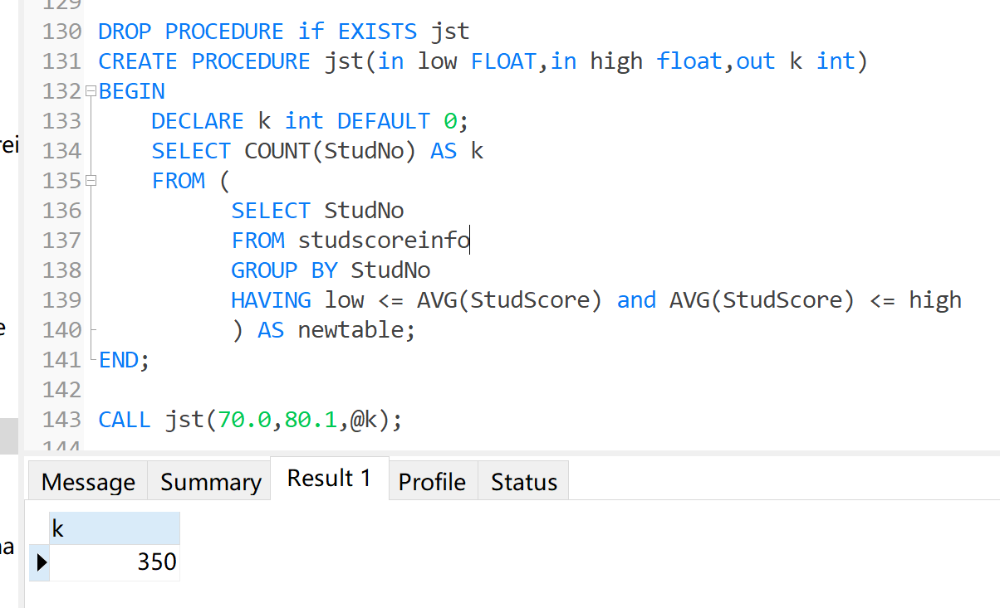 129
130 DROP PROCEDURE if EXISTS jst
131 CREATE PROCEDURE jst(in low FLOAT,in high float,out k int)
132 BEGIN
133 DECLARE k int DEFAULT 0;
134 SELECT COUNT(StudNo) AS k
135 FROM (
136 SELECT StudNo
137 FROM studscoreinfo
138 GROUP BY StudNo
139 HAVING low <= AVG(StudScore) and AVG(StudScore) <= high
140 ) AS newtable;
141 END;
142
143 CALL jst(70.0,80.1,@k);
144
Message Summary Result 1 Profile Status
k
350